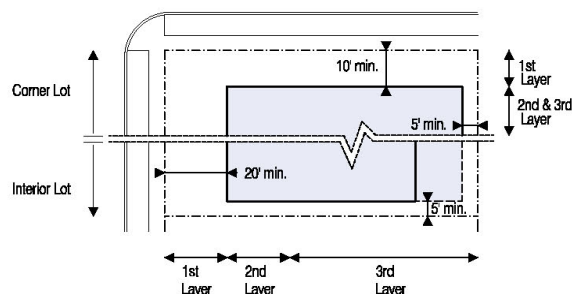 10' min.
1st
Layer
Corner Lot
2nd & 3rd
Layer
5' min.
20' min.
Interior Lot
5' min.
1st
Layer
2nd
Layer
3rd
Layer